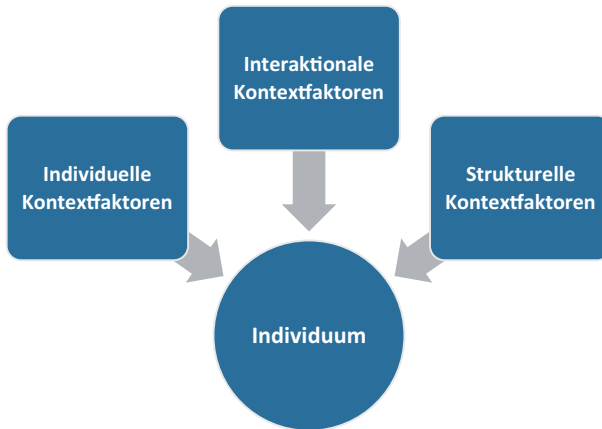 Interaktionale
Kontextfaktoren
Individuelle
Kontextfaktoren
Strukturelle
Kontextfaktoren
Individuum